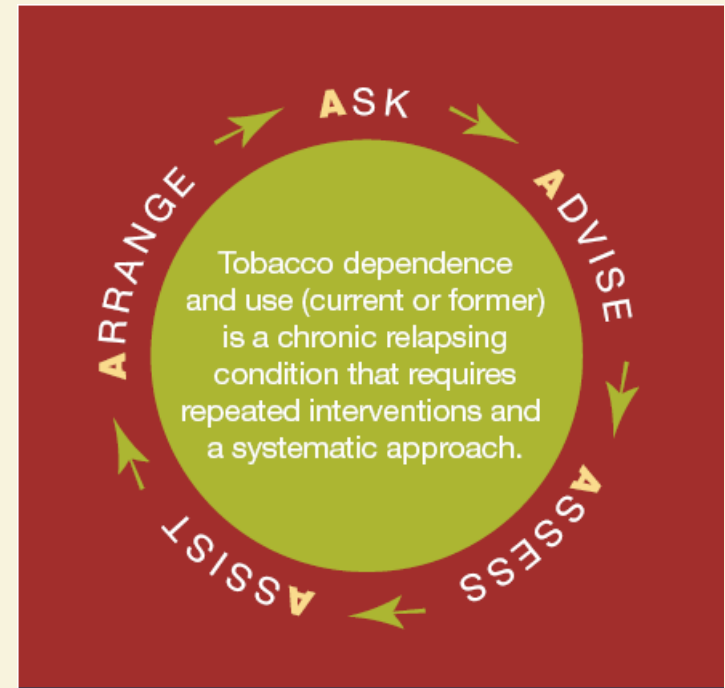 ASK
ADVISE
ASSESS
ASSIST
ARRANGE
Tobacco dependence
and use (current or former)
is a chronic relapsing
condition that requires
repeated interventions and
a systematic approach.